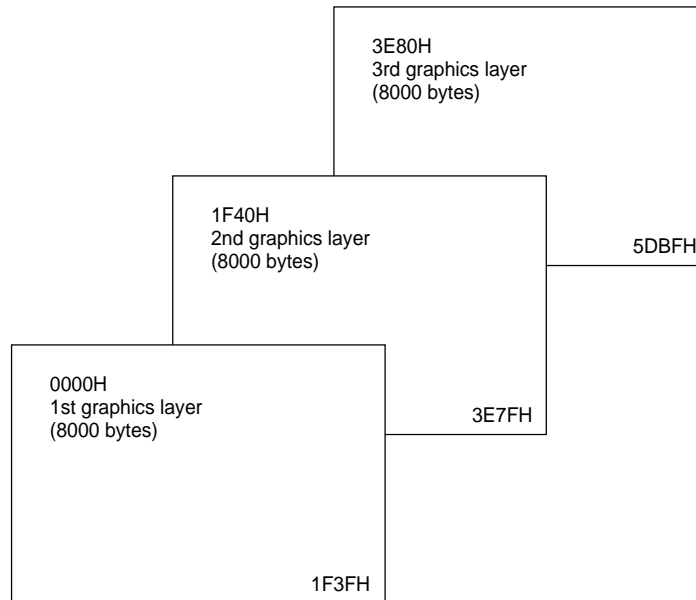 3E80H
3rd graphics layer
(8000 bytes)
1F40H
2nd graphics layer
(8000 bytes)
5DBFH
0000H
1st graphics layer
(8000 bytes)
3E7FH
1F3FH